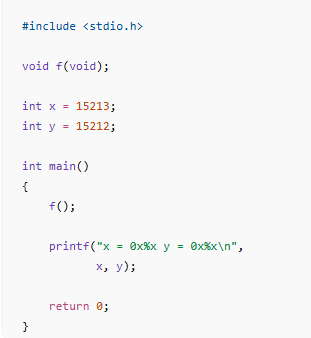 #include <stdio.h>
void f(void);
int x = 15213;
int y = 15212;
int main()
{
f();
printf("x = 0x%x y = 0x%x\n",
x, y);
return 0;
}